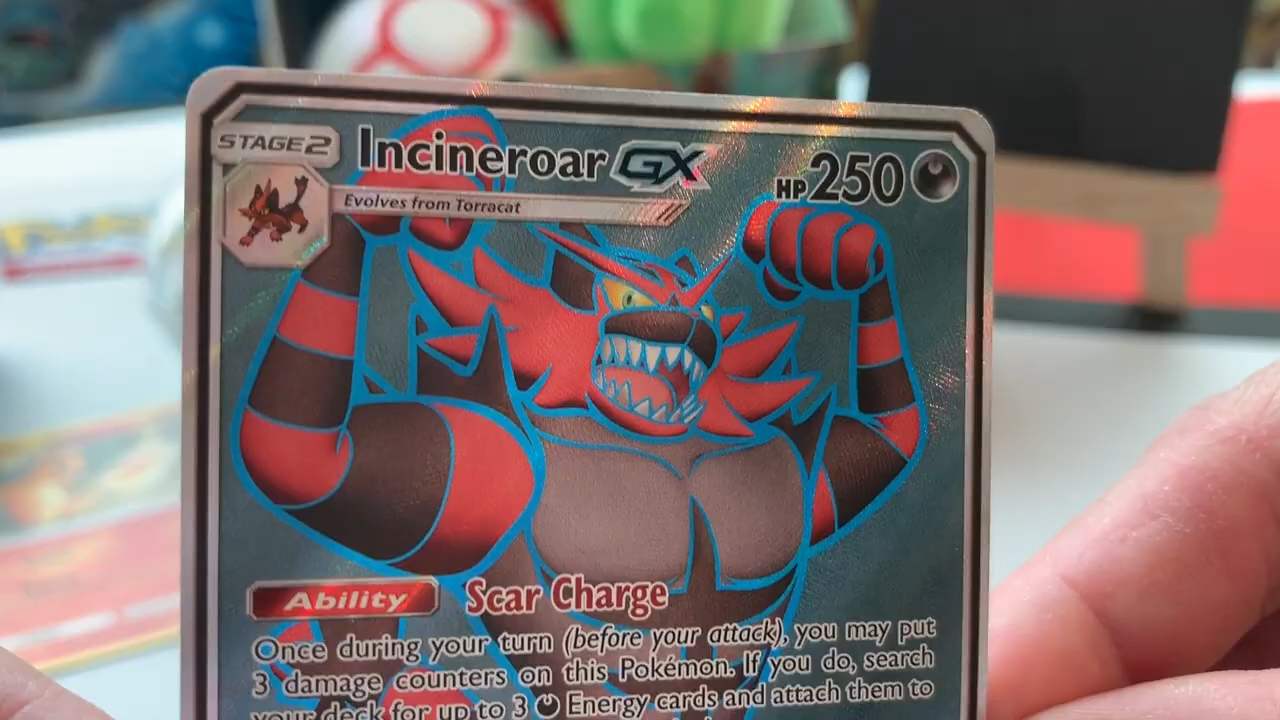 STAGE2
Incineroar GX
HP250
Evolves from Torracat
Ability
Scar Charge
Once during your turn (before your attack), you may put
3 damage counters on this Pokémon. If you do, search
your deck for up to 3 Energy cards and attach them to